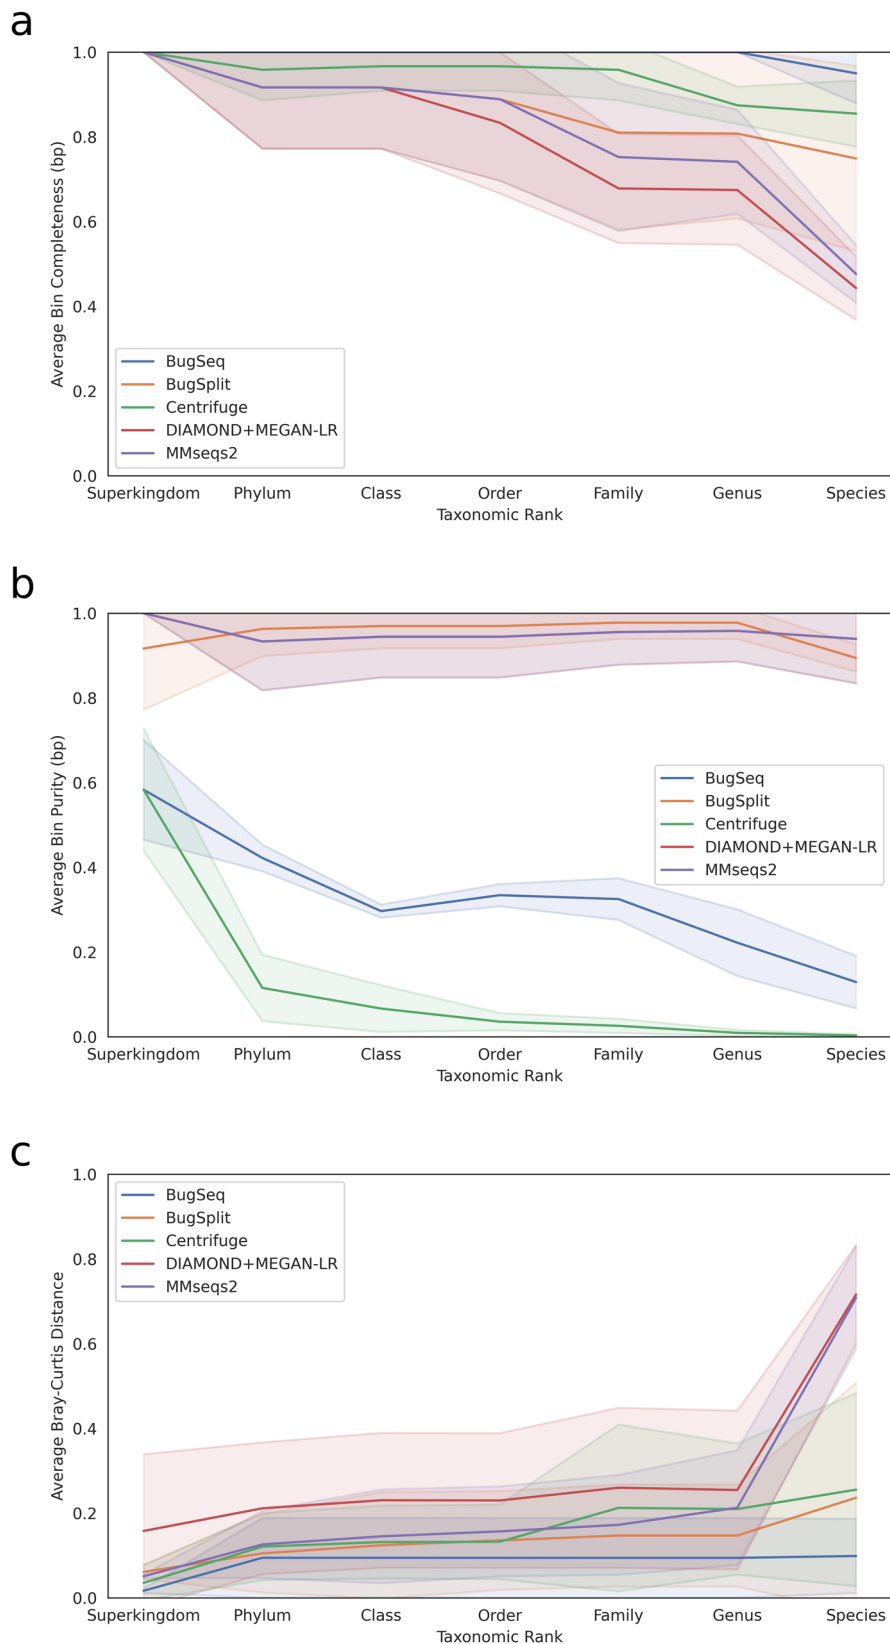 a
Average Bin Completeness (bp)
1.0
0.8
0.6
0.4
0.2
0.0
BugSeq
BugSplit
Centrifuge
DIAMOND+MEGAN-LR
MMseqs2
Superkingdom Phylum Class Order Family Genus Species
Taxonomic Rank
b
Average Bin Purity (bp)
1.0
0.8
0.6
0.4
0.2
0.0
BugSeq
BugSplit
Centrifuge
DIAMOND+MEGAN-LR
MMseqs2
Superkingdom Phylum Class Order Family Genus Species
Taxonomic Rank
c
Average Bray-Curtis Distance
1.0
0.8
0.6
0.4
0.2
0.0
BugSeq
BugSplit
Centrifuge
DIAMOND+MEGAN-LR
MMseqs2
Superkingdom Phylum Class Order Family Genus Species
Taxonomic Rank